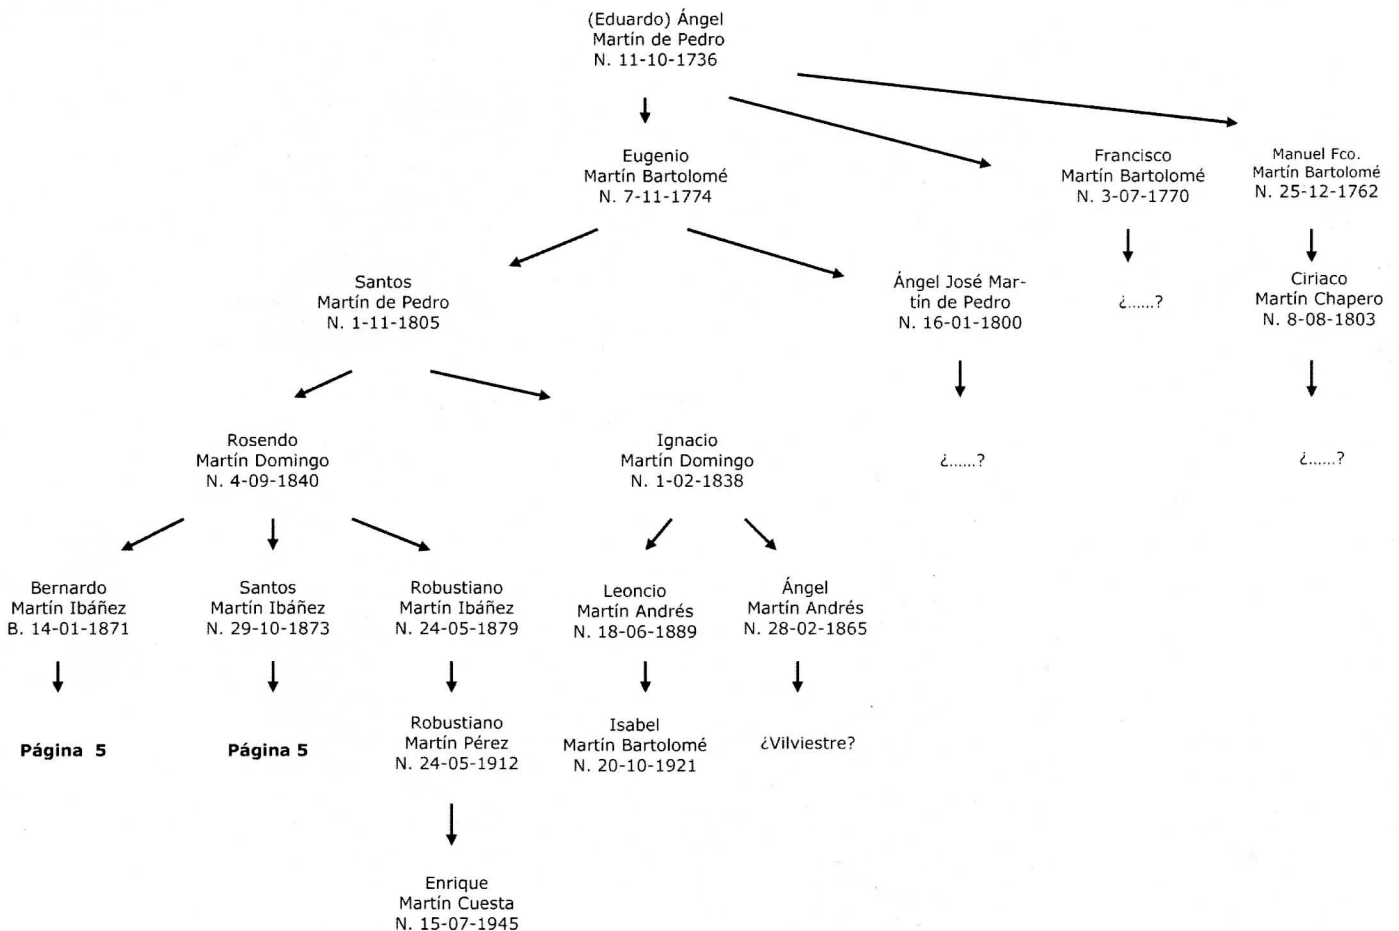 (Eduardo) Ángel
Martín de Pedro
N. 11-10-1736
Eugenio
Martín Bartolomé
N. 7-11-1774
Francisco
Martín Bartolomé
N. 3-07-1770
Manuel Fco.
Martín Bartolomé
N. 25-12-1762
Santos
Martín de Pedro
N. 1-11-1805
Ángel José Mar-
tín de Pedro
N. 16-01-1800
¿......?
Ciriaco
Martín Chapero
N. 8-08-1803
Rosendo
Martín Domingo
N. 4-09-1840
Ignacio
Martín Domingo
N. 1-02-1838
¿......?
¿......?
Bernardo
Martín Ibáñez
B. 14-01-1871
Santos
Martín Ibáñez
N. 29-10-1873
Robustiano
Martín Ibáñez
N. 24-05-1879
Leoncio
Martín Andrés
N. 18-06-1889
Ángel
Martín Andrés
N. 28-02-1865
Página 5
Página 5
Robustiano
Martín Pérez
N. 24-05-1912
Isabel
Martín Bartolomé
N. 20-10-1921
¿Vilviestre?
Enrique
Martín Cuesta
N. 15-07-1945